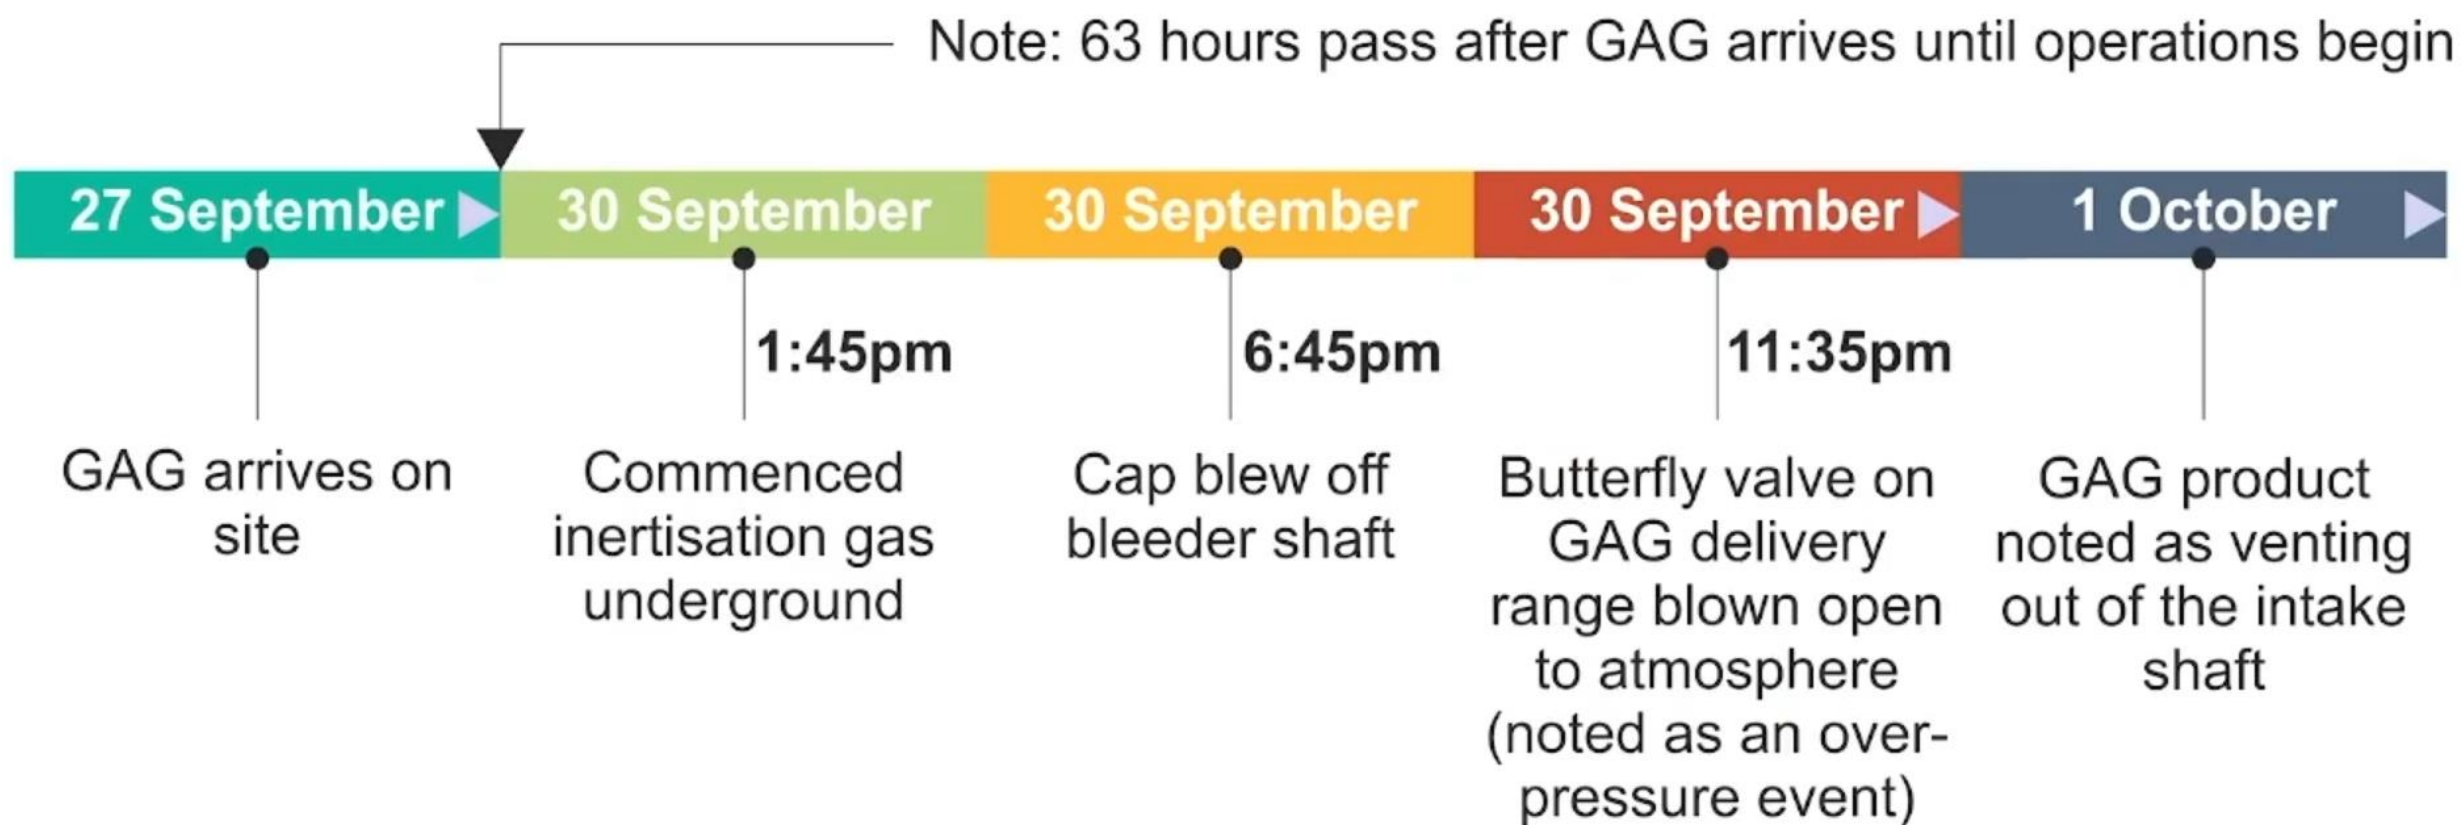 Note: 63 hours pass after GAG arrives until operations begin
27 September
30 September
30 September
30 September
1 October
1:45pm
6:45pm
11:35pm
GAG arrives on
site
Commenced
inertisation gas
underground
Cap blew off
bleeder shaft
Butterfly valve on
GAG delivery
range blown open
to atmosphere
(noted as an over-
pressure event)
GAG product
noted as venting
out of the intake
shaft